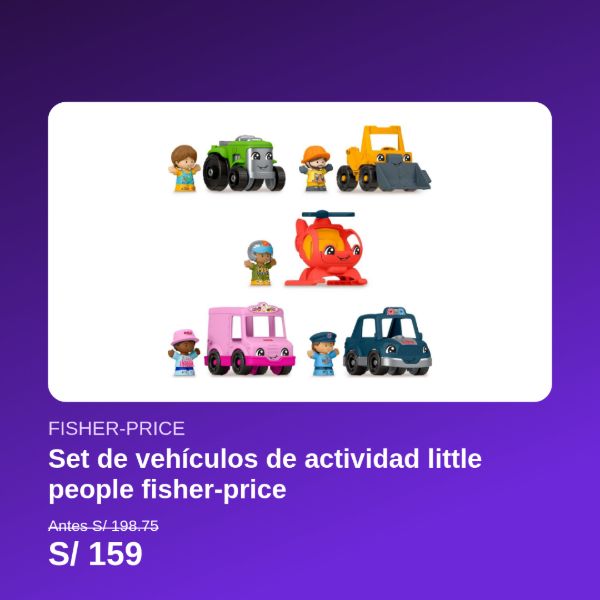 FISHER-PRICE
Set de vehículos de actividad little
people fisher-price
Antes S/ 198.75
S/ 159